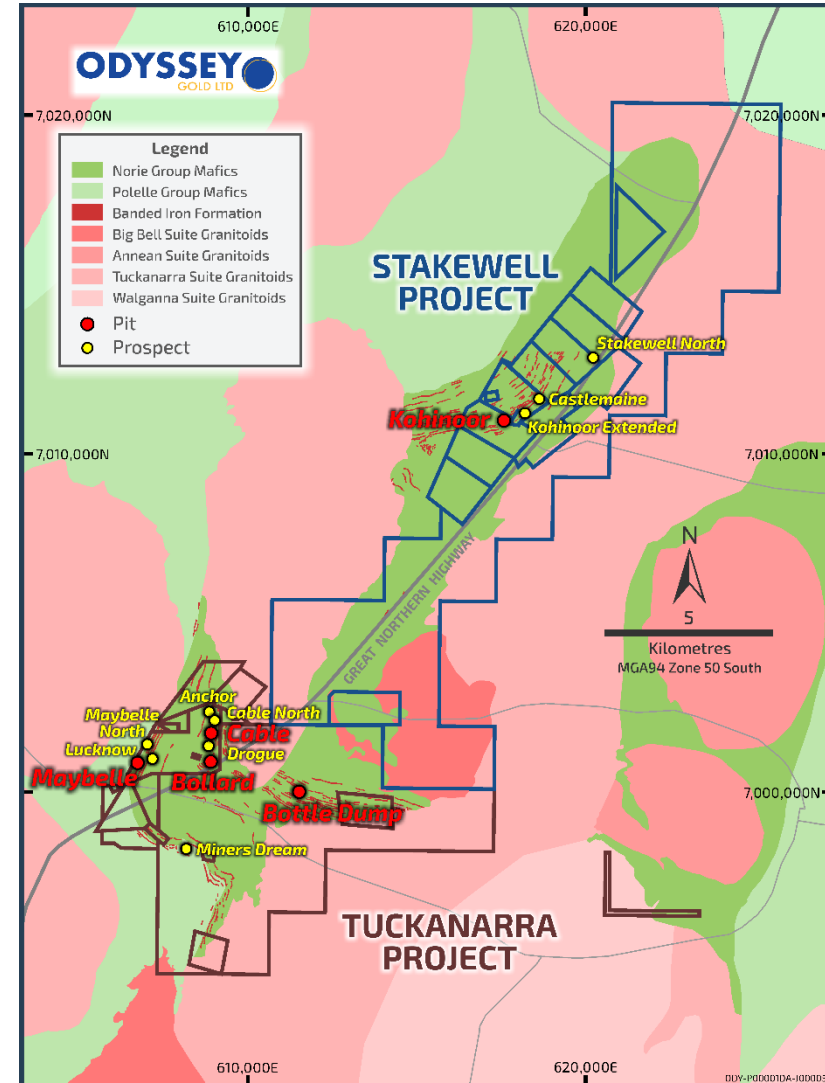 610,000E
620,000E
ODYSSEY
GOLD LTD
7,020,000N
7,020,000N
Legend
Norie Group Mafics
Polelle Group Mafics
Banded Iron Formation
Big Bell Suite Granitoids
Annean Suite Granitoids
Tuckanarra Suite Granitoids
Walganna Suite Granitoids
Pit
Prospect
STAKEWELL
PROJECT
Stakewell North
Castlemaine
Kohinoor
Kohinoor Extended
7,010,000N
7,010,000N
N
5
Kilometres
MGA94 Zone 50 South
GREAT NORTHERN HIGHWAY
Anchor
Maybelle
North
Cable North
Cable
Lucknow
Drogue
Maybelle
Bollard
Bottle Dump
7,000,000N
7,000,000N
Miners Dream
TUCKANARRA
PROJECT
610,000E
620,000E